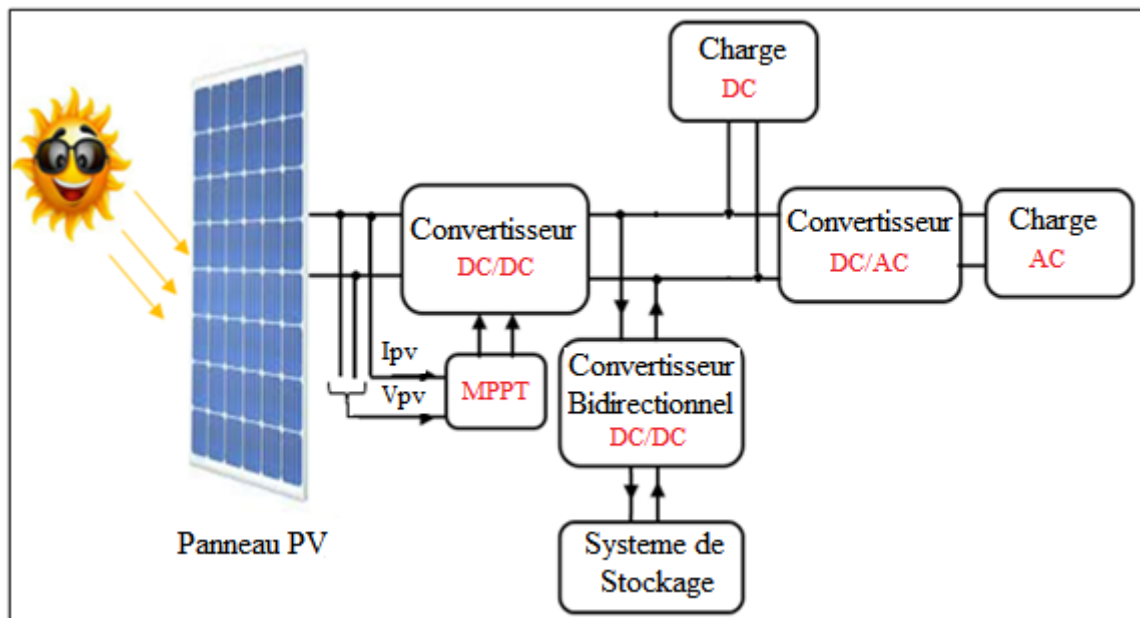 Charge
DC
Convertisseur
DC/DC
Convertisseur
DC/AC
Charge
AC
Ipv
Vpv
MPPT
Convertisseur
Bidirectionnel
DC/DC
Panneau PV
Systeme de
Stockage